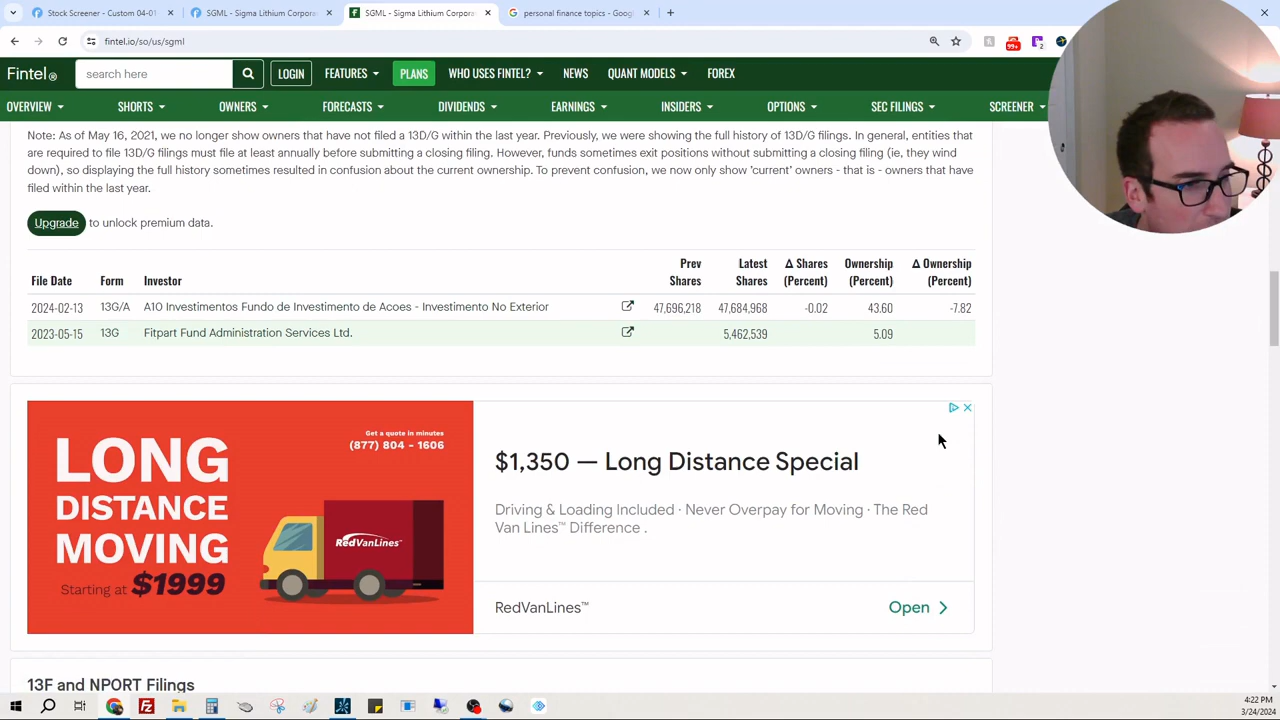 Stock Screener - Custom 04-01
SGML - Sigma Lithium Corpora
SGML - Sigma Lithium Corpora
personal finance topics - Goog
fintel.io/so/us/sgml
99+
2
Fintel
search here
LOGIN
FEATURES
PLANS
WHO USES FINTEL?
NEWS
QUANT MODELS
FOREX
OVERVIEW
SHORTS
OWNERS
FORECASTS
DIVIDENDS
EARNINGS
INSIDERS
OPTIONS
SEC FILINGS
SCREENER
Note: As of May 16, 2021, we no longer show owners that have not filed a 13D/G within the last year. Previously, we were showing the full history of 13D/G filings. In general, entities
that are required to file 13D/G filings must file at least annually before submitting a closing filing. However, funds sometimes exit positions without submitting a closing filing (ie, they wind
down), so displaying the full history sometimes resulted in confusion about the current ownership. To prevent confusion, we now only show 'current' owners - that is - owners that have
filed within the last year.
Upgrade to unlock premium data.
File Date Form Investor Prev Shares Latest Shares Δ Shares (Percent) Ownership (Percent) Δ Ownership (Percent)
2024-02-13 13G/A A10 Investimentos Fundo de Investimento de Acoes - Investimento No Exterior 47,696,218 47,684,968 -0.02 43.60 -7.82
2023-05-15 13G Fitpart Fund Administration Services Ltd. 5,462,539 5.09
LONG
DISTANCE
MOVING
Starting at $1999
Get a quote in minutes
(877) 804 - 1606
RedVanLines™
$1,350 — Long Distance Special
Driving & Loading Included · Never Overpay for Moving · The Red
Van Lines™ Difference .
RedVanLines™
Open
13F and NPORT Filings
4:22 PM
3/24/2024